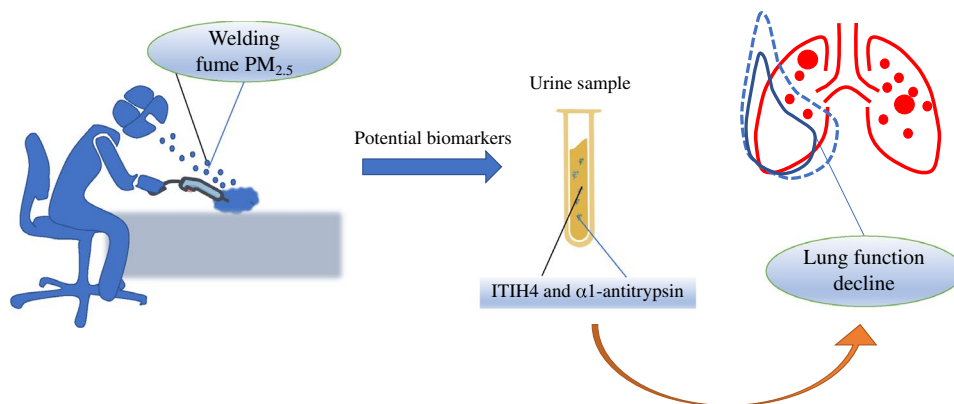 Welding
fume PM₂.₅
Potential biomarkers
Urine sample
ITIH4 and α1-antitrypsin
Lung function
decline